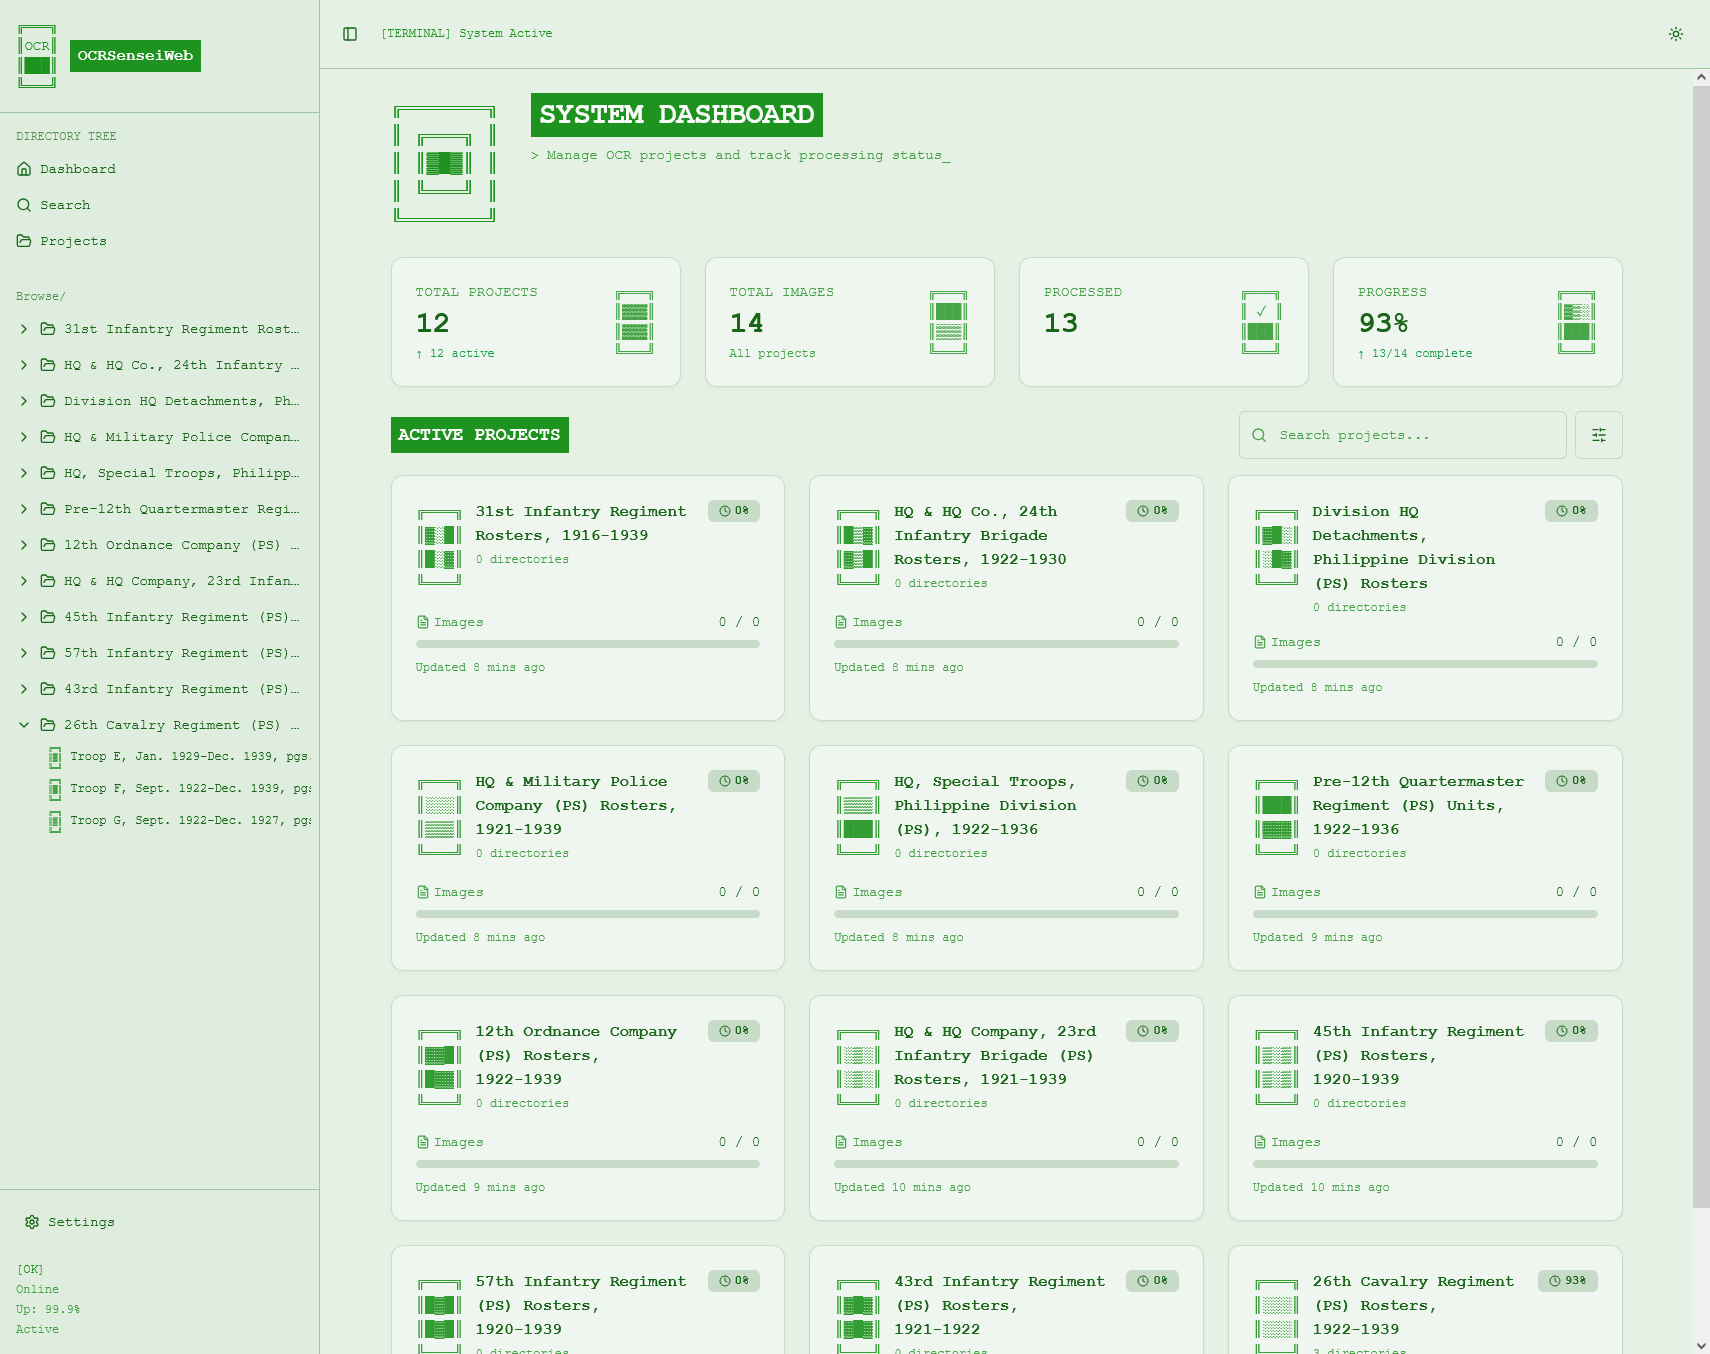 OCR
OCRSenseiWeb
DIRECTORY TREE
Dashboard
Search
Projects
Browse/
31st Infantry Regiment Rost…
HQ & HQ Co., 24th Infantry …
Division HQ Detachments, Ph…
HQ & Military Police Compan…
HQ, Special Troops, Philipp…
Pre-12th Quartermaster Regi…
12th Ordnance Company (PS) …
HQ & HQ Company, 23rd Infan…
45th Infantry Regiment (PS)…
57th Infantry Regiment (PS)…
43rd Infantry Regiment (PS)…
26th Cavalry Regiment (PS) …
Troop E, Jan. 1929-Dec. 1939, pgs.
Troop F, Sept. 1922-Dec. 1939, pgs
Troop G, Sept. 1922-Dec. 1927, pgs
Settings
[OK]
Online
Up: 99.9%
Active
[TERMINAL] System Active
SYSTEM DASHBOARD
> Manage OCR projects and track processing status_
TOTAL PROJECTS
12
↑ 12 active
TOTAL IMAGES
14
All projects
PROCESSED
13
✓
PROGRESS
93%
↑ 13/14 complete
ACTIVE PROJECTS
Search projects...
31st Infantry Regiment
Rosters, 1916-1939
0 directories
0%
Images 0 / 0
Updated 8 mins ago
HQ & HQ Co., 24th
Infantry Brigade
Rosters, 1922-1930
0 directories
0%
Images 0 / 0
Updated 8 mins ago
Division HQ
Detachments,
Philippine Division
(PS) Rosters
0 directories
0%
Images 0 / 0
Updated 8 mins ago
HQ & Military Police
Company (PS) Rosters,
1921-1939
0 directories
0%
Images 0 / 0
Updated 8 mins ago
HQ, Special Troops,
Philippine Division
(PS), 1922-1936
0 directories
0%
Images 0 / 0
Updated 8 mins ago
Pre-12th Quartermaster
Regiment (PS) Units,
1922-1936
0 directories
0%
Images 0 / 0
Updated 9 mins ago
12th Ordnance Company
(PS) Rosters,
1922-1939
0 directories
0%
Images 0 / 0
Updated 9 mins ago
HQ & HQ Company, 23rd
Infantry Brigade (PS)
Rosters, 1921-1939
0 directories
0%
Images 0 / 0
Updated 10 mins ago
45th Infantry Regiment
(PS) Rosters,
1920-1939
0 directories
0%
Images 0 / 0
Updated 10 mins ago
57th Infantry Regiment
(PS) Rosters,
1920-1939
0 directories
0%
43rd Infantry Regiment
(PS) Rosters,
1921-1922
0 directories
0%
26th Cavalry Regiment
(PS) Rosters,
1922-1939
3 directories
93%